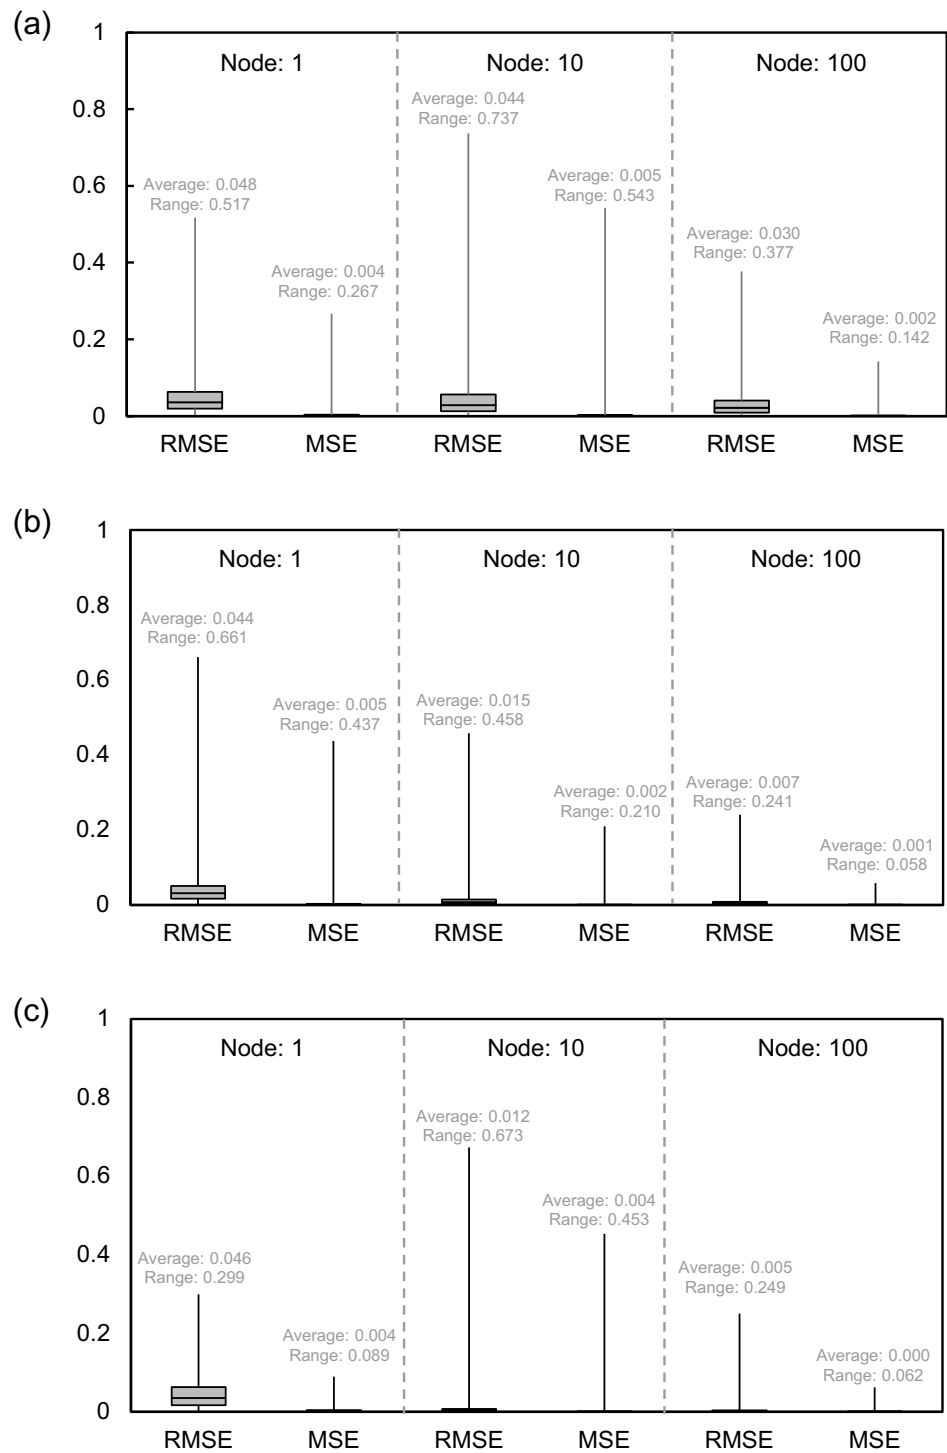 (a)
1
Node: 1
Node: 10
Node: 100
0.8
Average: 0.044
Range: 0.737
0.6
Average: 0.048
Range: 0.517
Average: 0.005
Range: 0.543
0.4
Average: 0.004
Range: 0.267
Average: 0.030
Range: 0.377
0.2
Average: 0.002
Range: 0.142
0
RMSE
MSE
RMSE
MSE
RMSE
MSE
(b)
1
Node: 1
Node: 10
Node: 100
0.8
Average: 0.044
Range: 0.661
0.6
Average: 0.005
Range: 0.437
Average: 0.015
Range: 0.458
0.4
Average: 0.002
Range: 0.210
Average: 0.007
Range: 0.241
0.2
Average: 0.001
Range: 0.058
0
RMSE
MSE
RMSE
MSE
RMSE
MSE
(c)
1
Node: 1
Node: 10
Node: 100
0.8
Average: 0.012
Range: 0.673
0.6
Average: 0.004
Range: 0.453
0.4
Average: 0.046
Range: 0.299
Average: 0.005
Range: 0.249
0.2
Average: 0.004
Range: 0.089
Average: 0.000
Range: 0.062
0
RMSE
MSE
RMSE
MSE
RMSE
MSE